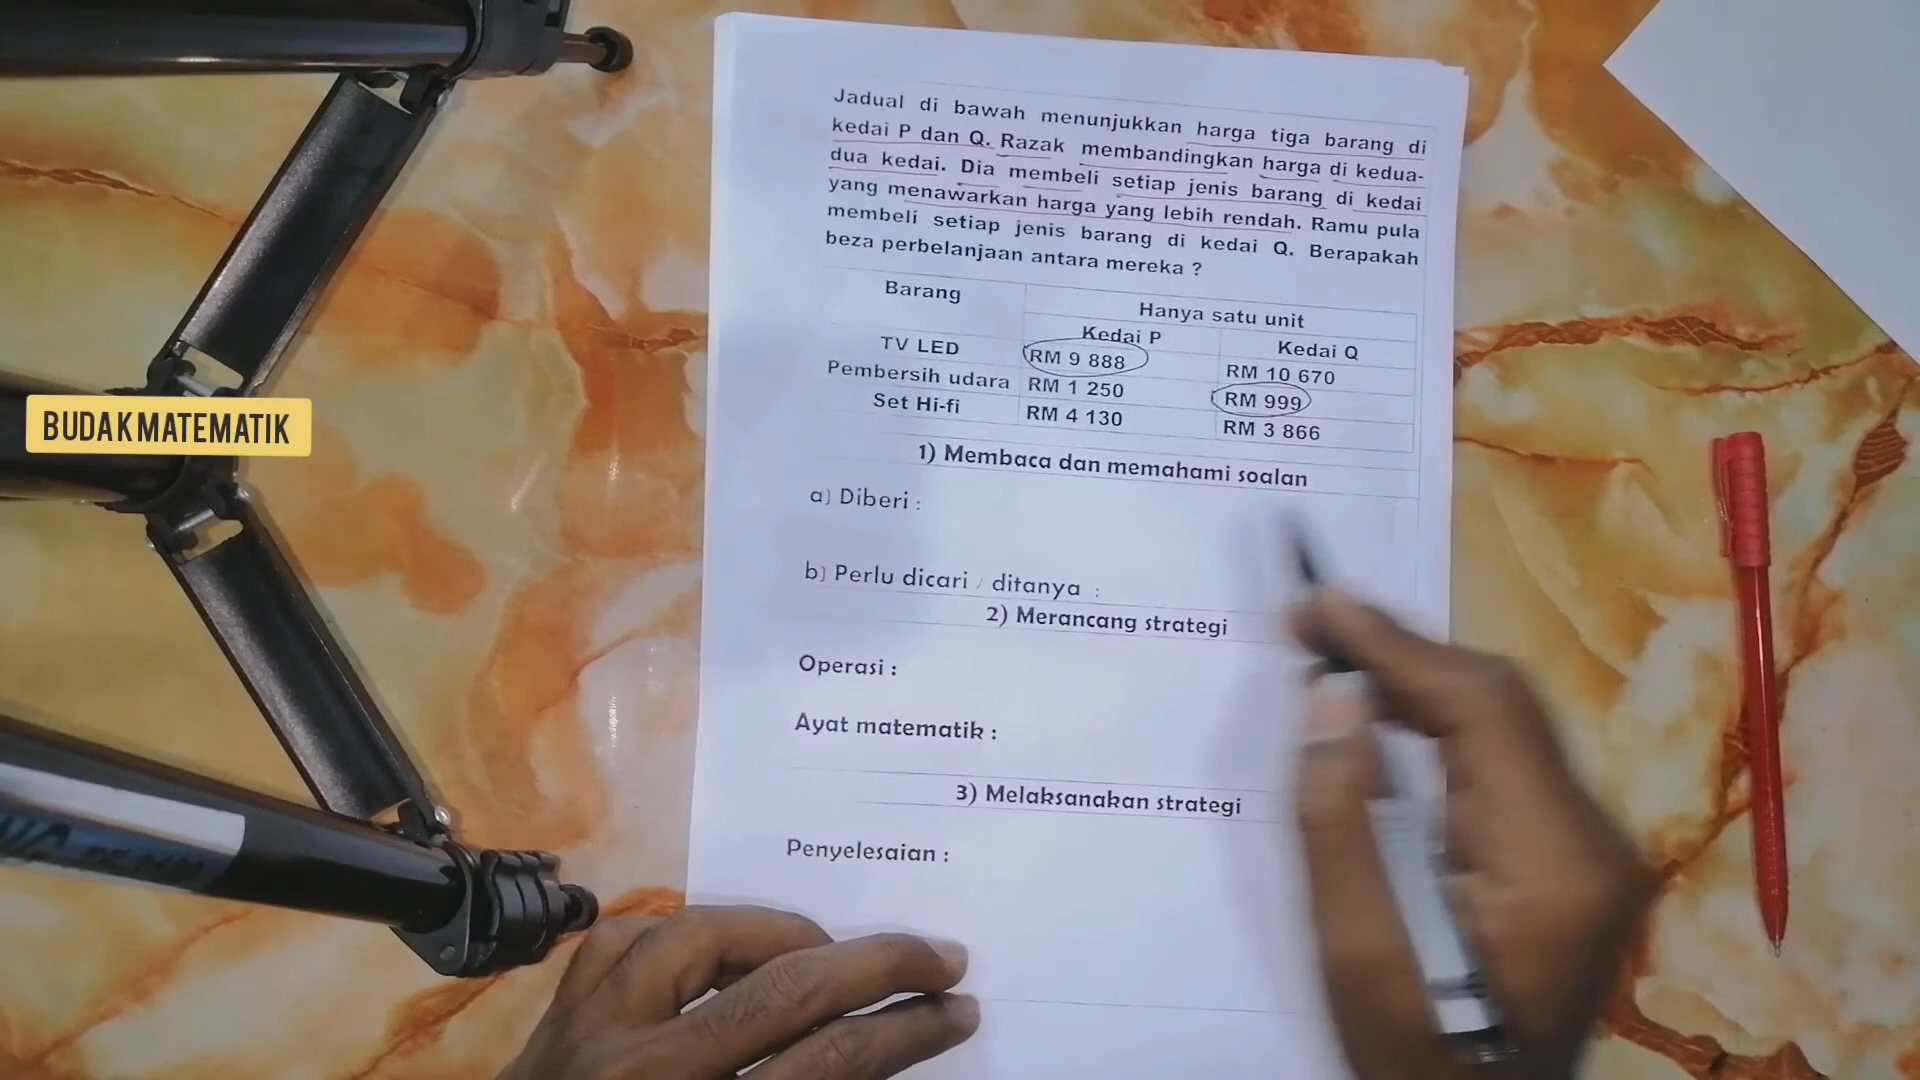 Jadual di bawah menunjukkan harga tiga barang di
kedai P dan Q. Razak membandingkan harga di kedua-
dua kedai. Dia membeli setiap jenis barang di kedai
yang menawarkan harga yang lebih rendah. Ramu pula
membeli setiap jenis barang di kedai Q. Berapakah
beza perbelanjaan antara mereka ?
Barang Hanya satu unit
Kedai P Kedai Q
TV LED RM 9 888 RM 10 670
Pembersih udara RM 1 250 RM 999
Set Hi-fi RM 4 130 RM 3 866
1) Membaca dan memahami soalan
a) Diberi :
b) Perlu dicari / ditanya :
2) Merancang strategi
Operasi :
Ayat matematik :
3) Melaksanakan strategi
Penyelesaian :
BUDAK MATEMATIK